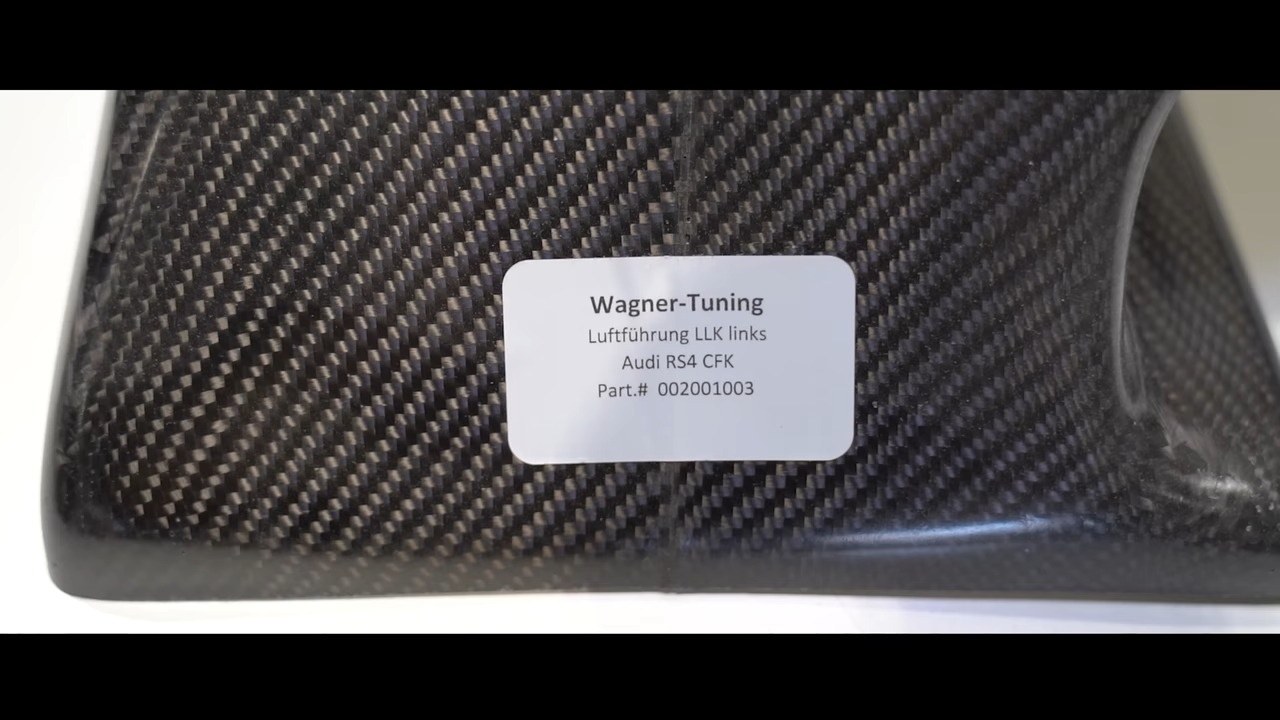 Wagner-Tuning
Luftführung LLK links
Audi RS4 CFK
Part.# 002001003